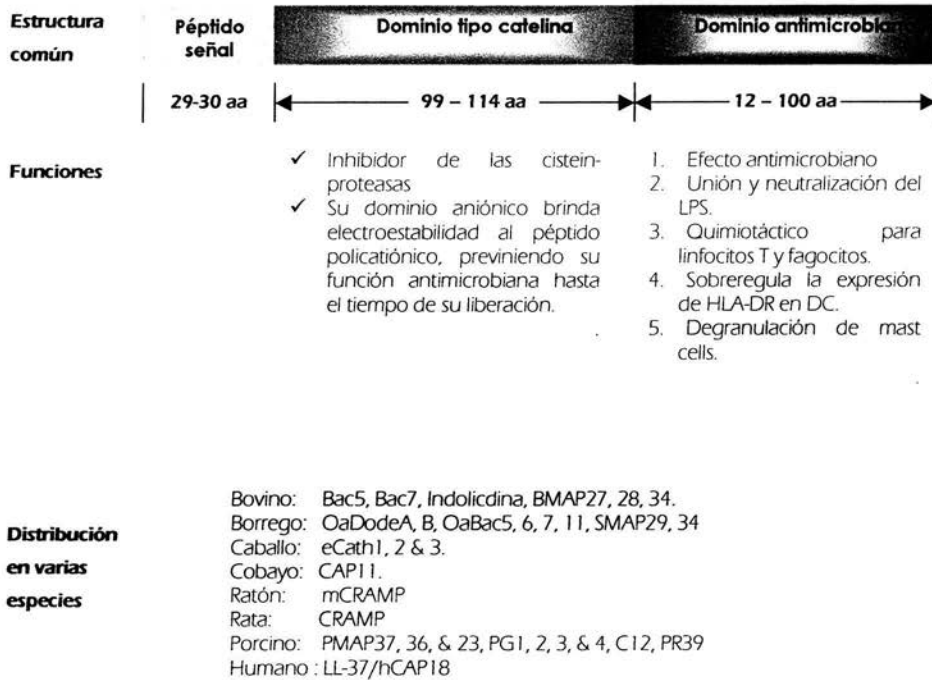 Estructura común
Péptido señal
Dominio tipo catelina
Dominio antimicrobiano
29-30 aa
99 – 114 aa
12 – 100 aa
Funciones
✓ Inhibidor de las cistein-
proteasas
✓ Su dominio aniónico brinda
electroestabilidad al péptido
policatiónico, previniendo su
función antimicrobiana hasta
el tiempo de su liberación.
1. Efecto antimicrobiano
2. Unión y neutralización del
LPS.
3. Quimiotáctico para
linfocitos T y fagocitos.
4. Sobreregula la expresión
de HLA-DR en DC.
5. Degranulación de mast
cells.
Distribución
en varias
especies
Bovino: Bac5, Bac7, Indolicdina, BMAP27, 28, 34.
Borrego: OaDodeA, B, OaBac5, 6, 7, 11, SMAP29, 34
Caballo: eCath1, 2 & 3.
Cobayo: CAP11.
Ratón: mCRAMP
Rata: CRAMP
Porcino: PMAP37, 36, & 23, PG1, 2, 3, & 4, C12, PR39
Humano : LL-37/hCAP18